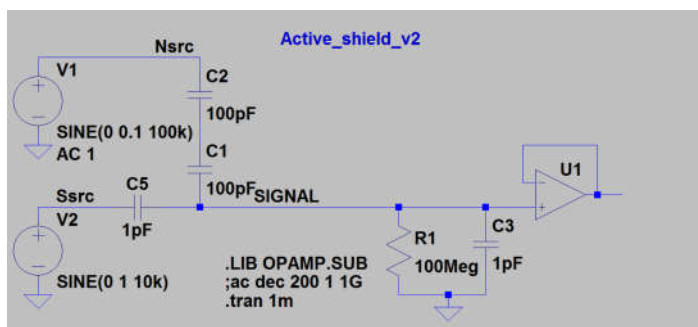 Active_shield_v2
Nsrc
V1
C2
100pF
SINE(0 0.1 100k)
AC 1
C1
100pF
U1
Ssrc
C5
SIGNAL
V2
1pF
R1
C3
100Meg
1pF
.LIB OPAMP.SUB
;ac dec 200 1 1G
.tran 1m
SINE(0 1 10k)